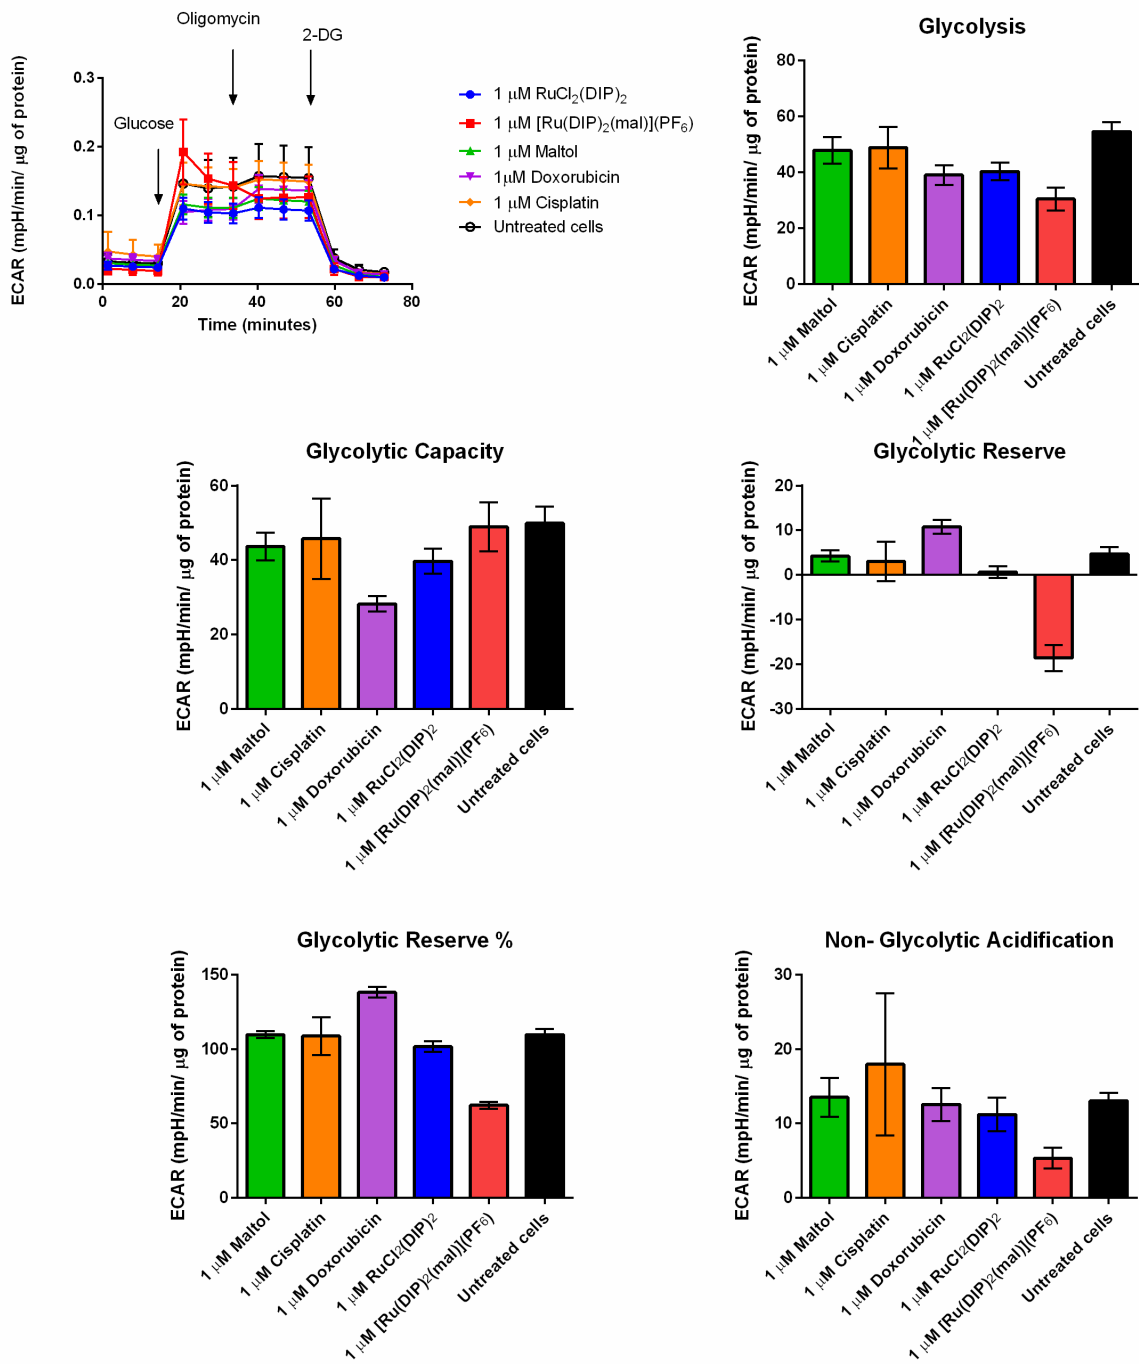 Oligomycin
2-DG
Glucose
ECAR (mpH/min/ μg of protein)
0.3
0.2
0.1
0.0
0 20 40 60 80
Time (minutes)
1 μM RuCl2(DIP)2
1 μM [Ru(DIP)2(mal)](PF6)
1 μM Maltol
1μM Doxorubicin
1 μM Cisplatin
Untreated cells
Glycolysis
ECAR (mpH/min/ μg of protein)
80
60
40
20
0
1 μM Maltol
1 μM Cisplatin
1 μM Doxorubicin
1 μM RuCl2(DIP)2
1 μM [Ru(DIP)2(mal)](PF6)
Untreated cells
Glycolytic Capacity
ECAR (mpH/min/ μg of protein)
60
40
20
0
1 μM Maltol
1 μM Cisplatin
1 μM Doxorubicin
1 μM RuCl2(DIP)2
1 μM [Ru(DIP)2(mal)](PF6)
Untreated cells
Glycolytic Reserve
ECAR (mpH/min/ μg of protein)
20
10
0
-10
-20
-30
1 μM Maltol
1 μM Cisplatin
1 μM Doxorubicin
1 μM RuCl2(DIP)2
1 μM [Ru(DIP)2(mal)](PF6)
Untreated cells
Glycolytic Reserve %
ECAR (mpH/min/ μg of protein)
150
100
50
0
1 μM Maltol
1 μM Cisplatin
1 μM Doxorubicin
1 μM RuCl2(DIP)2
1 μM [Ru(DIP)2(mal)](PF6)
Untreated cells
Non- Glycolytic Acidification
ECAR (mpH/min/ μg of protein)
30
20
10
0
1 μM Maltol
1 μM Cisplatin
1 μM Doxorubicin
1 μM RuCl2(DIP)2
1 μM [Ru(DIP)2(mal)](PF6)
Untreated cells